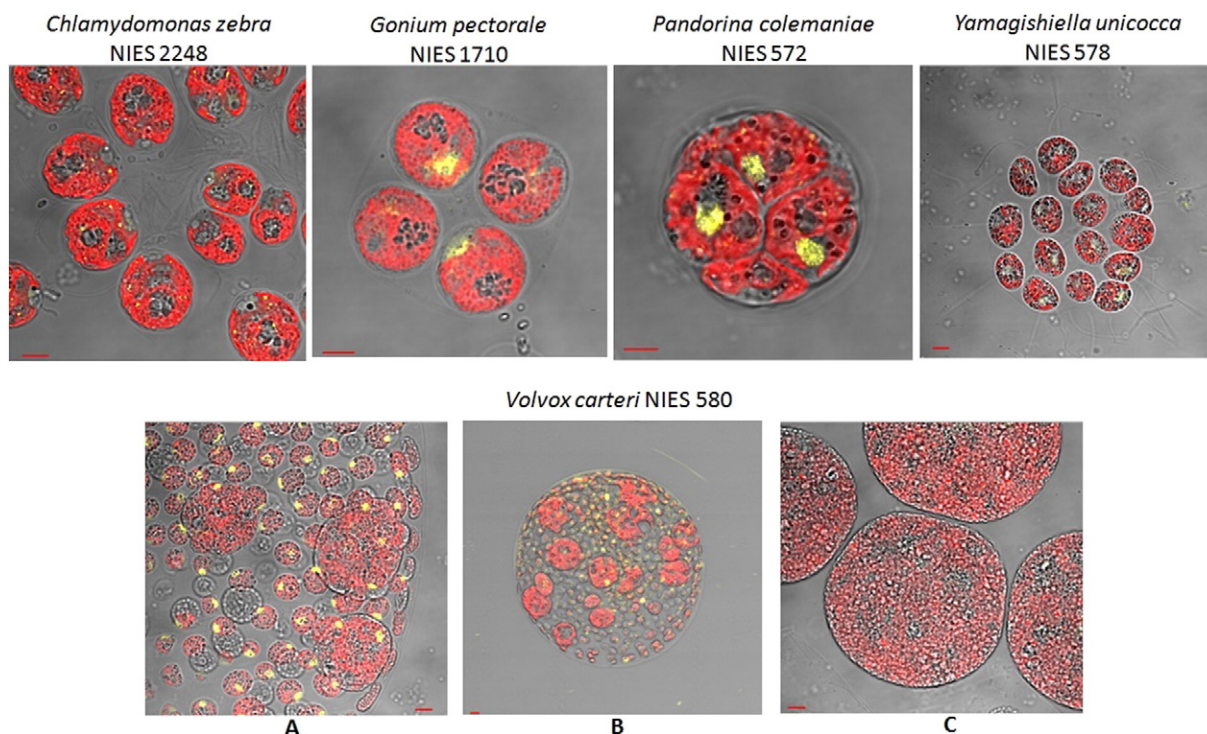 Chlamydomonas zebra
NIES 2248
Gonium pectorale
NIES 1710
Pandorina colemaniae
NIES 572
Yamagishiella unicocca
NIES 578
Volvox carteri NIES 580
A
B
C